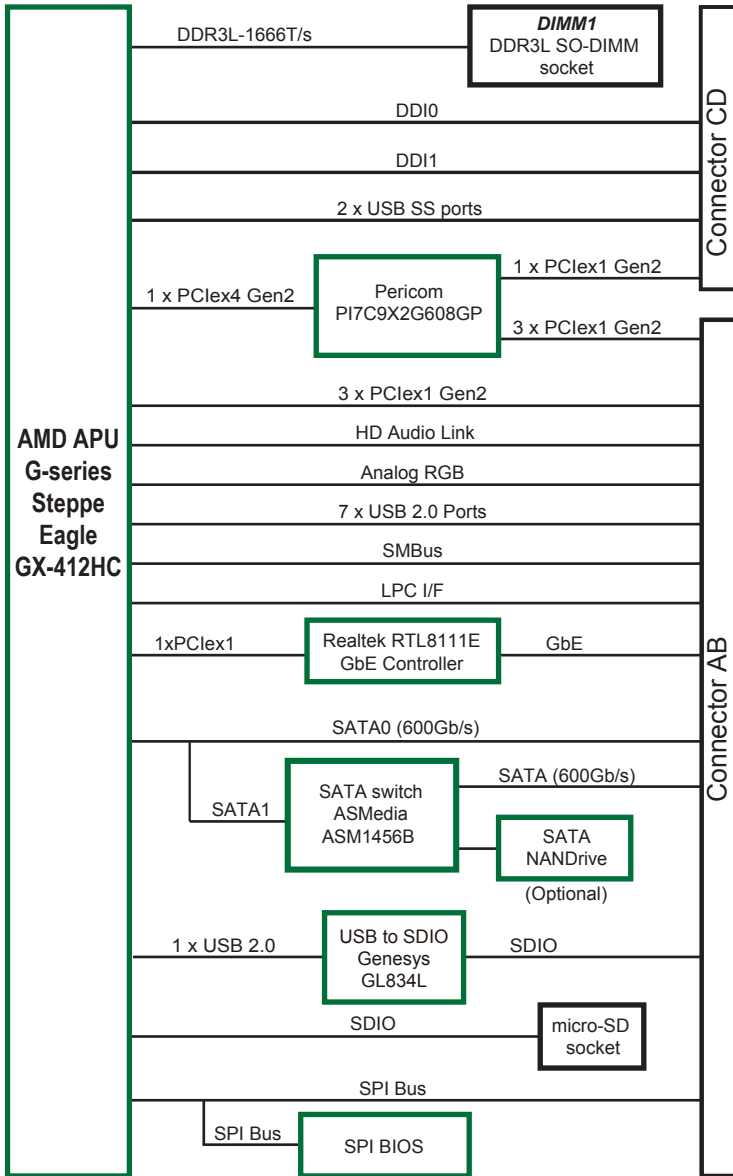 DDR3L-1666T/s
DIMM1
DDR3L SO-DIMM
socket
Connector CD
DDI0
DDI1
2 x USB SS ports
1 x PCIex4 Gen2
Pericom
PI7C9X2G608GP
1 x PCIex1 Gen2
3 x PCIex1 Gen2
3 x PCIex1 Gen2
HD Audio Link
Analog RGB
7 x USB 2.0 Ports
SMBus
LPC I/F
AMD APU
G-series
Steppe
Eagle
GX-412HC
1xPCIex1
Realtek RTL8111E
GbE Controller
GbE
Connector AB
SATA0 (600Gb/s)
SATA1
SATA switch
ASMedia
ASM1456B
SATA (600Gb/s)
SATA
NANDrive
(Optional)
1 x USB 2.0
USB to SDIO
Genesys
GL834L
SDIO
SDIO
micro-SD
socket
SPI Bus
SPI Bus
SPI BIOS